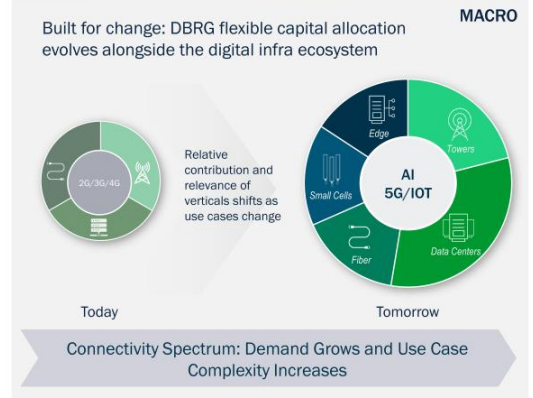 MACRO
Built for change: DBRG flexible capital allocation
evolves alongside the digital infra ecosystem
2G/3G/4G
Relative
contribution and
relevance of
verticals shifts as
use cases change
Edge
Towers
Small Cells
AI
5G/IOT
Fiber
Data Centers
Today
Tomorrow
Connectivity Spectrum: Demand Grows and Use Case
Complexity Increases